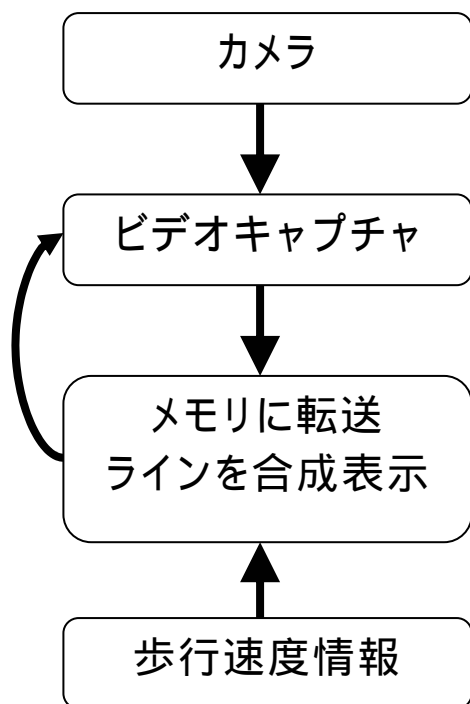 カメラ
ビデオキャプチャ
メモリに転送
ラインを合成表示
歩行速度情報